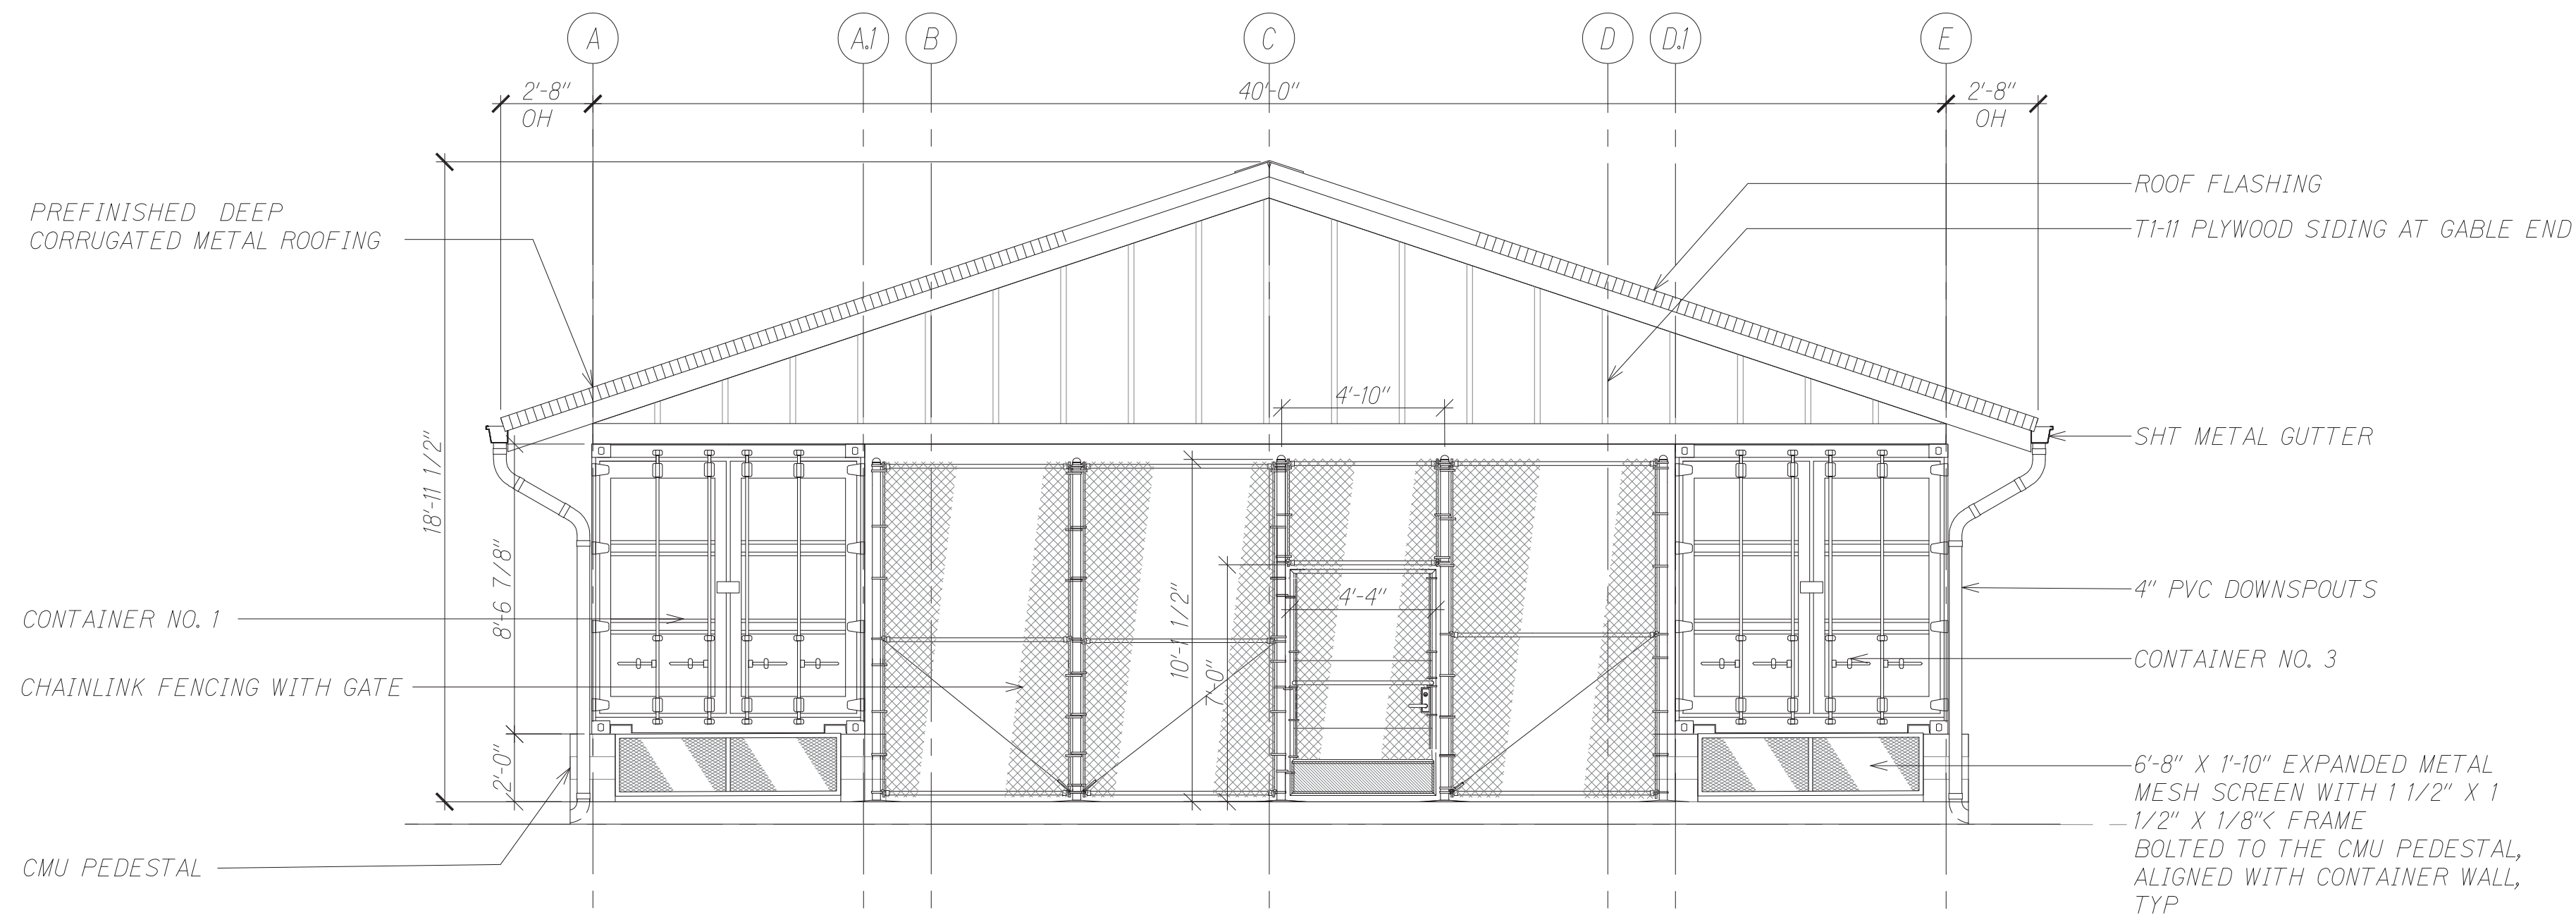 A
A.1
B
C
D
D.1
E
2'-8"
OH
40'-0"
2'-8"
OH
PREFINISHED DEEP
CORRUGATED METAL ROOFING
ROOF FLASHING
T1-11 PLYWOOD SIDING AT GABLE END
4'-10"
18'-11 1/2"
SHT METAL GUTTER
8'-6 7/8"
10'-11 1/2"
4'-4"
7'-0"
4" PVC DOWNSPOUTS
CONTAINER NO. 1
CONTAINER NO. 3
CHAINLINK FENCING WITH GATE
2'-0"
6'-8" X 1'-10" EXPANDED METAL
MESH SCREEN WITH 1 1/2" X 1
1/2" X 1/8"< FRAME
BOLTED TO THE CMU PEDESTAL,
ALIGNED WITH CONTAINER WALL,
TYP
CMU PEDESTAL